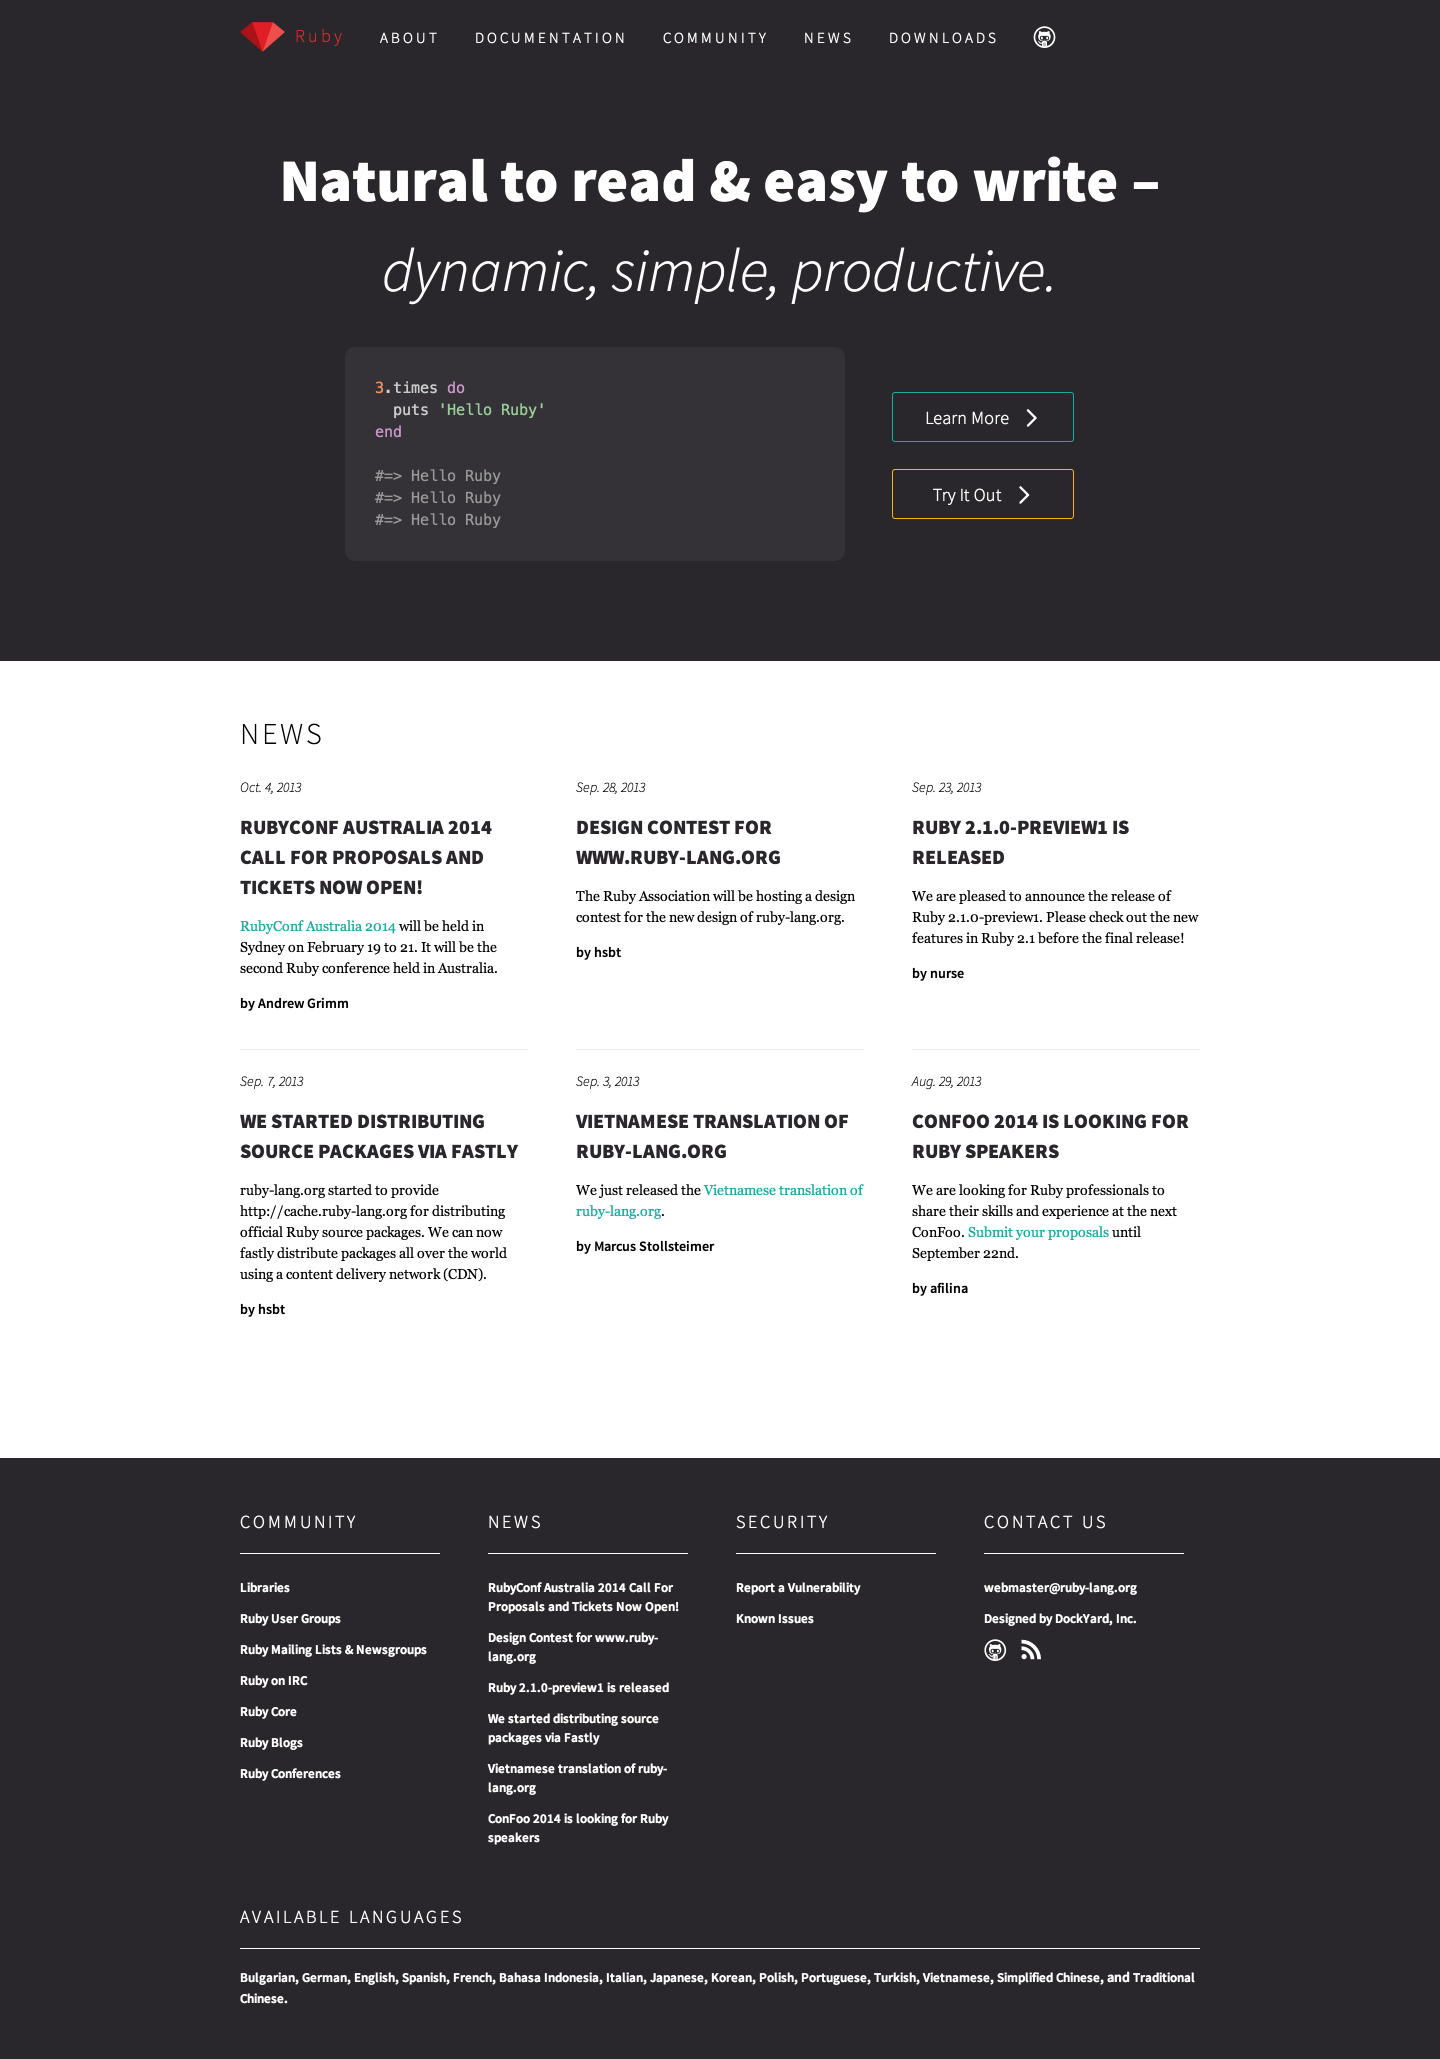 Ruby ABOUT DOCUMENTATION COMMUNITY NEWS DOWNLOADS
Natural to read & easy to write –
dynamic, simple, productive.
3.times do
  puts 'Hello Ruby'
end
#=> Hello Ruby
#=> Hello Ruby
#=> Hello Ruby
Learn More
Try It Out
NEWS
Oct. 4, 2013
RUBYCONF AUSTRALIA 2014
CALL FOR PROPOSALS AND
TICKETS NOW OPEN!
RubyConf Australia 2014 will be held in
Sydney on February 19 to 21. It will be the
second Ruby conference held in Australia.
by Andrew Grimm
Sep. 28, 2013
DESIGN CONTEST FOR
WWW.RUBY-LANG.ORG
The Ruby Association will be hosting a design
contest for the new design of ruby-lang.org.
by hsbt
Sep. 23, 2013
RUBY 2.1.0-PREVIEW1 IS
RELEASED
We are pleased to announce the release of
Ruby 2.1.0-preview1. Please check out the new
features in Ruby 2.1 before the final release!
by nurse
Sep. 7, 2013
WE STARTED DISTRIBUTING
SOURCE PACKAGES VIA FASTLY
ruby-lang.org started to provide
http://cache.ruby-lang.org for distributing
official Ruby source packages. We can now
fastly distribute packages all over the world
using a content delivery network (CDN).
by hsbt
Sep. 3, 2013
VIETNAMESE TRANSLATION OF
RUBY-LANG.ORG
We just released the Vietnamese translation of
ruby-lang.org.
by Marcus Stollsteimer
Aug. 29, 2013
CONFOO 2014 IS LOOKING FOR
RUBY SPEAKERS
We are looking for Ruby professionals to
share their skills and experience at the next
ConFoo. Submit your proposals until
September 22nd.
by afilina
COMMUNITY
Libraries
Ruby User Groups
Ruby Mailing Lists & Newsgroups
Ruby on IRC
Ruby Core
Ruby Blogs
Ruby Conferences
NEWS
RubyConf Australia 2014 Call For
Proposals and Tickets Now Open!
Design Contest for www.ruby-
lang.org
Ruby 2.1.0-preview1 is released
We started distributing source
packages via Fastly
Vietnamese translation of ruby-
lang.org
ConFoo 2014 is looking for Ruby
speakers
SECURITY
Report a Vulnerability
Known Issues
CONTACT US
webmaster@ruby-lang.org
Designed by DockYard, Inc.
AVAILABLE LANGUAGES
Bulgarian, German, English, Spanish, French, Bahasa Indonesia, Italian, Japanese, Korean, Polish, Portuguese, Turkish, Vietnamese, Simplified Chinese, and Traditional
Chinese.